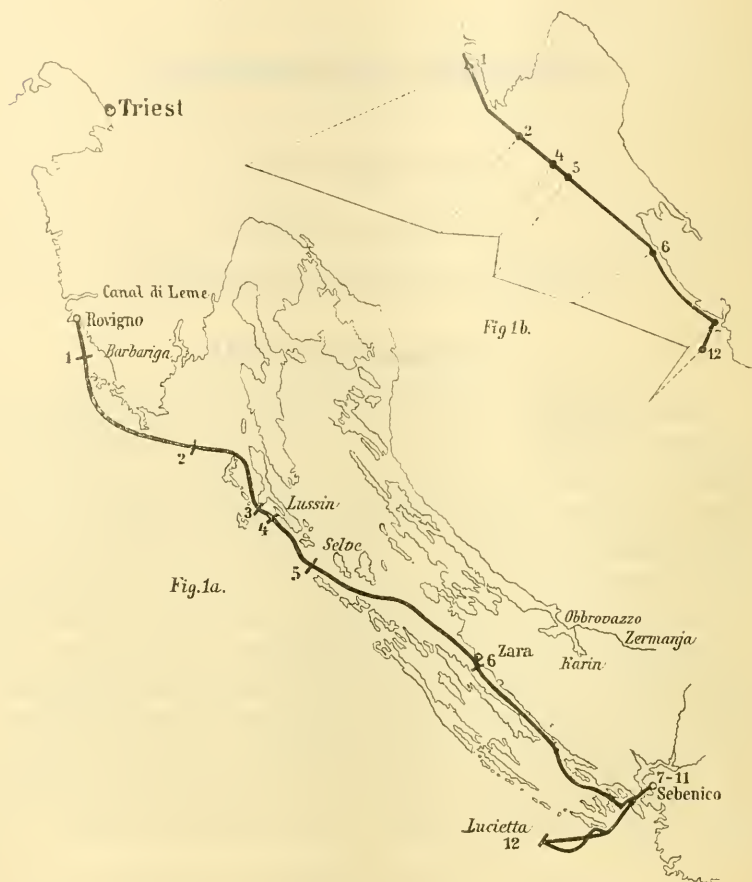 1
Triest
2
4
5
6
Canal di Leme
Rovigno
Fig 1b.
12
1
Barbariga
2
3
Lussin
4
Selve
5
Fig. 1a.
Obbrovazzo
Zermanja
6 Zara
Karin
7-11
Sebenico
Lucietta
12